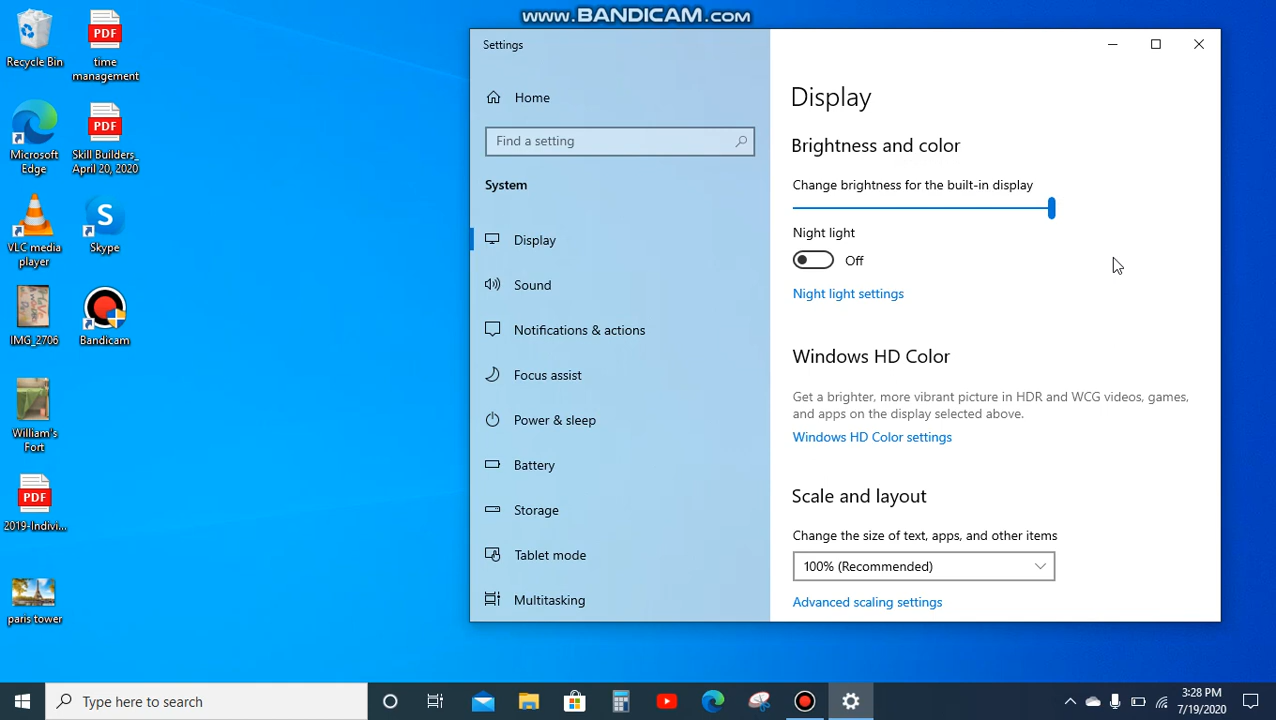 www.BANDICAM.com
Recycle Bin
PDF
time
management
Microsoft
Edge
PDF
Skill Builders_
April 20, 2020
VLC media
player
Skype
IMG_2706
Bandicam
William's
Fort
PDF
2019-Indivi...
paris tower
Settings
Home
Find a setting
System
Display
Sound
Notifications & actions
Focus assist
Power & sleep
Battery
Storage
Tablet mode
Multitasking
Display
Brightness and color
Change brightness for the built-in display
Night light
Off
Night light settings
Windows HD Color
Get a brighter, more vibrant picture in HDR and WCG videos, games,
and apps on the display selected above.
Windows HD Color settings
Scale and layout
Change the size of text, apps, and other items
100% (Recommended)
Advanced scaling settings
Type here to search
3:28 PM
7/19/2020